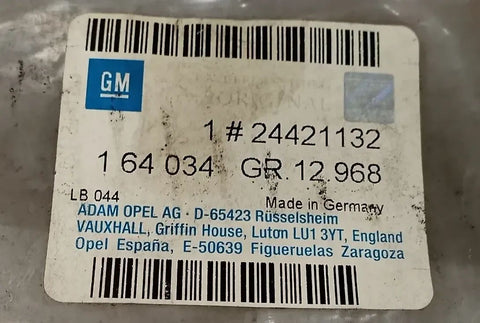 GM
ORIGINAL
1 # 24421132
1 64 034 GR.12.968
LB 044
Made in Germany
ADAM OPEL AG · D-65423 Rüsselsheim
VAUXHALL, Griffin House, Luton LU1 3YT, England
Opel España, E-50639 Figueruelas Zaragoza